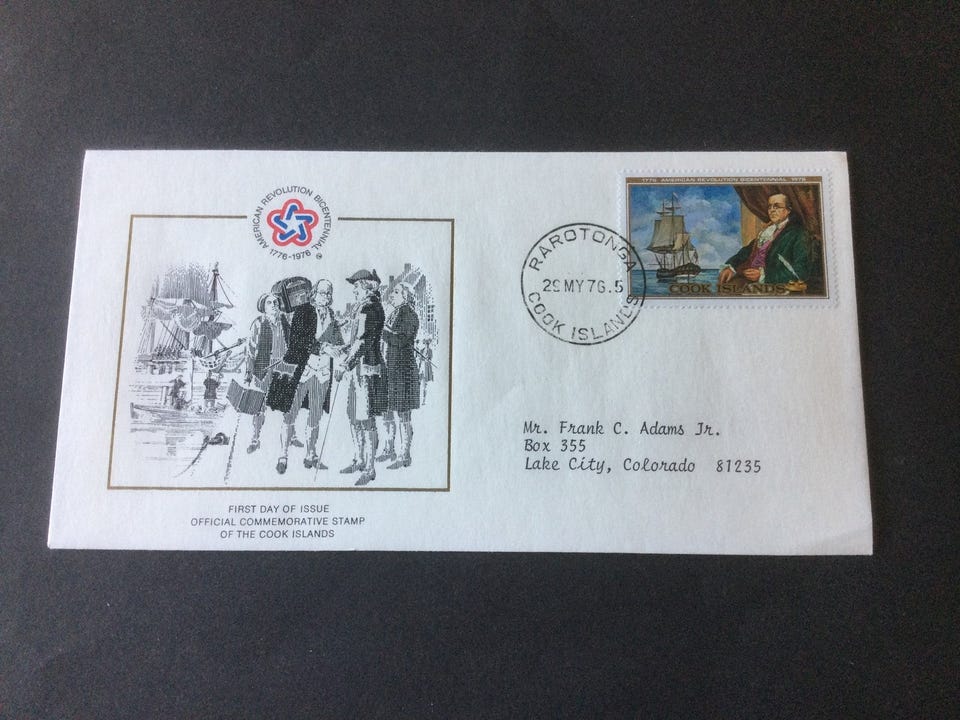 AMERICAN REVOLUTION BICENTENNIAL
1776-1976
FIRST DAY OF ISSUE
OFFICIAL COMMEMORATIVE STAMP
OF THE COOK ISLANDS
RAROTONGA
MY 76.5
COOK ISLANDS
1776 AMERICAN REVOLUTION BICENTENNIAL 1976
COOK ISLANDS
Mr. Frank C. Adams Jr.
Box 355
Lake City, Colorado 81235